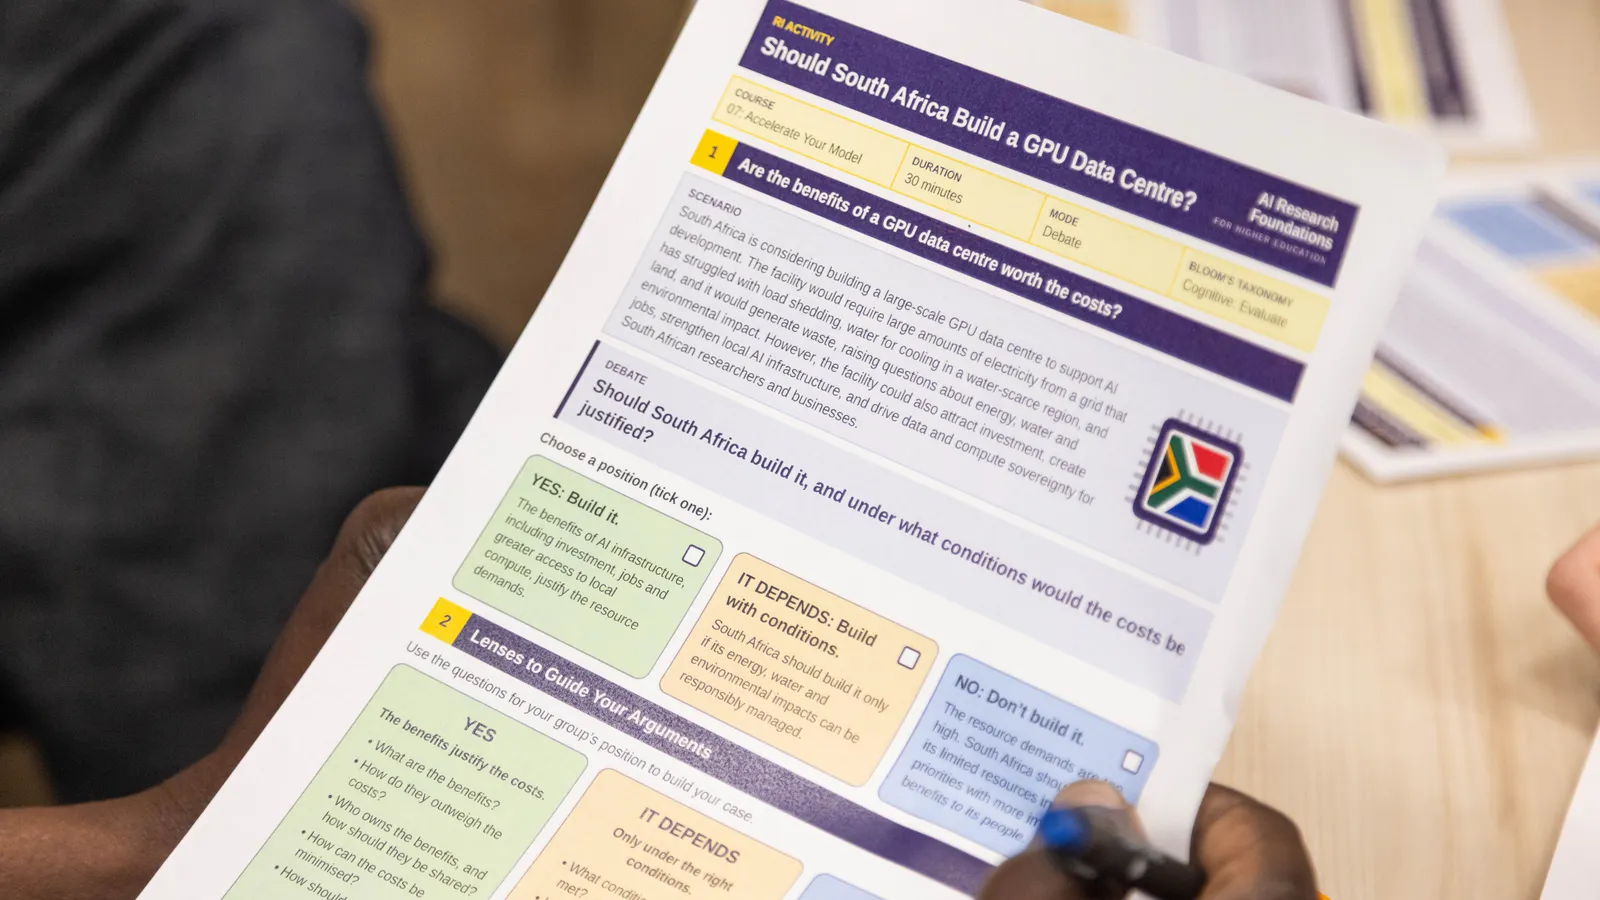 RI ACTIVITY
Should South Africa Build a GPU Data Centre?
AI Research
Foundations
FOR HIGHER EDUCATION
COURSE
07: Accelerate Your Model
DURATION
30 minutes
MODE
Debate
BLOOM'S TAXONOMY
Cognitive: Evaluate
1
Are the benefits of a GPU data centre worth the costs?
SCENARIO
South Africa is considering building a large-scale GPU data centre to support AI
development. The facility would require large amounts of electricity from a grid that
has struggled with load shedding, water for cooling in a water-scarce region, and
land, and it would generate waste, raising questions about energy, water and
environmental impact. However, the facility could also attract investment, create
jobs, strengthen local AI infrastructure, and drive data and compute sovereignty for
South African researchers and businesses.
DEBATE
Should South Africa build it, and under what conditions would the costs be
justified?
Choose a position (tick one):
YES: Build it.
The benefits of AI infrastructure,
including investment, jobs and
greater access to local
compute, justify the resource
demands.
IT DEPENDS: Build
with conditions.
South Africa should build it only
if its energy, water and
environmental impacts can be
responsibly managed.
NO: Don't build it.
The resource demands are
high. South Africa
its limited resources
priorities with more
benefits to its people
2
Lenses to Guide Your Arguments
Use the questions for your group's position to build your case.
YES
The benefits justify the costs.
• What are the benefits?
• How do they outweigh the
costs?
• Who owns the benefits, and
how should they be shared?
• How can the costs be
minimised?
• How should
IT DEPENDS
Only under the right
conditions.
• What
met?